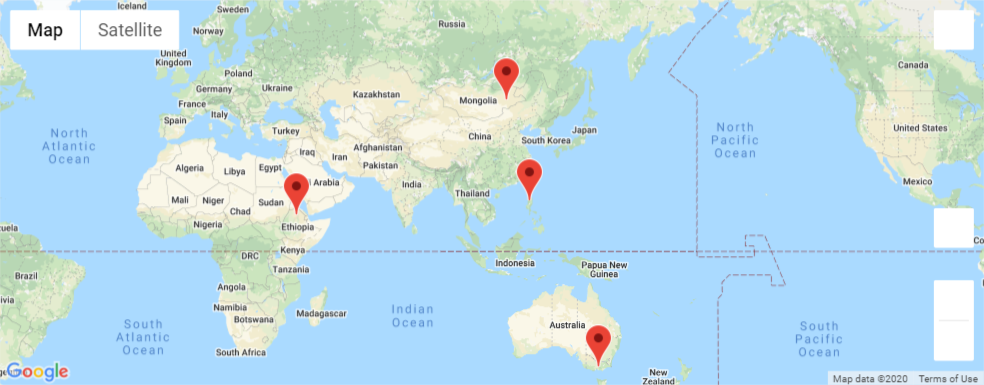 Iceland
Sweden
Russia
Map
Satellite
Norway
United
Kingdom
Canada
Poland
Germany
Ukraine
Kazakhstan
Mongolia
France
Italy
Spain
Turkey
China
Japan
South Korea
United States
North
Atlantic
Ocean
North
Pacific
Ocean
Iraq
Iran
Afghanistan
Pakistan
Algeria
Libya
Egypt
Arabia
India
Mexico
Mali
Niger
Chad
Sudan
Thailand
Nigeria
Ethiopia
uela
Co
DRC
Kenya
Tanzania
Indonesia
Papua New
Guinea
Brazil
Angola
livia
Namibia
Botswana
Madagascar
Indian
Ocean
Australia
South
Atlantic
Ocean
South
Pacific
Ocean
South Africa
Google
New
Zealand
Map data ©2020
Terms of Use